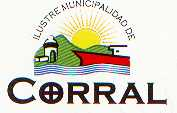 ILUSTRE MUNICIPALIDAD DE
CORRAL